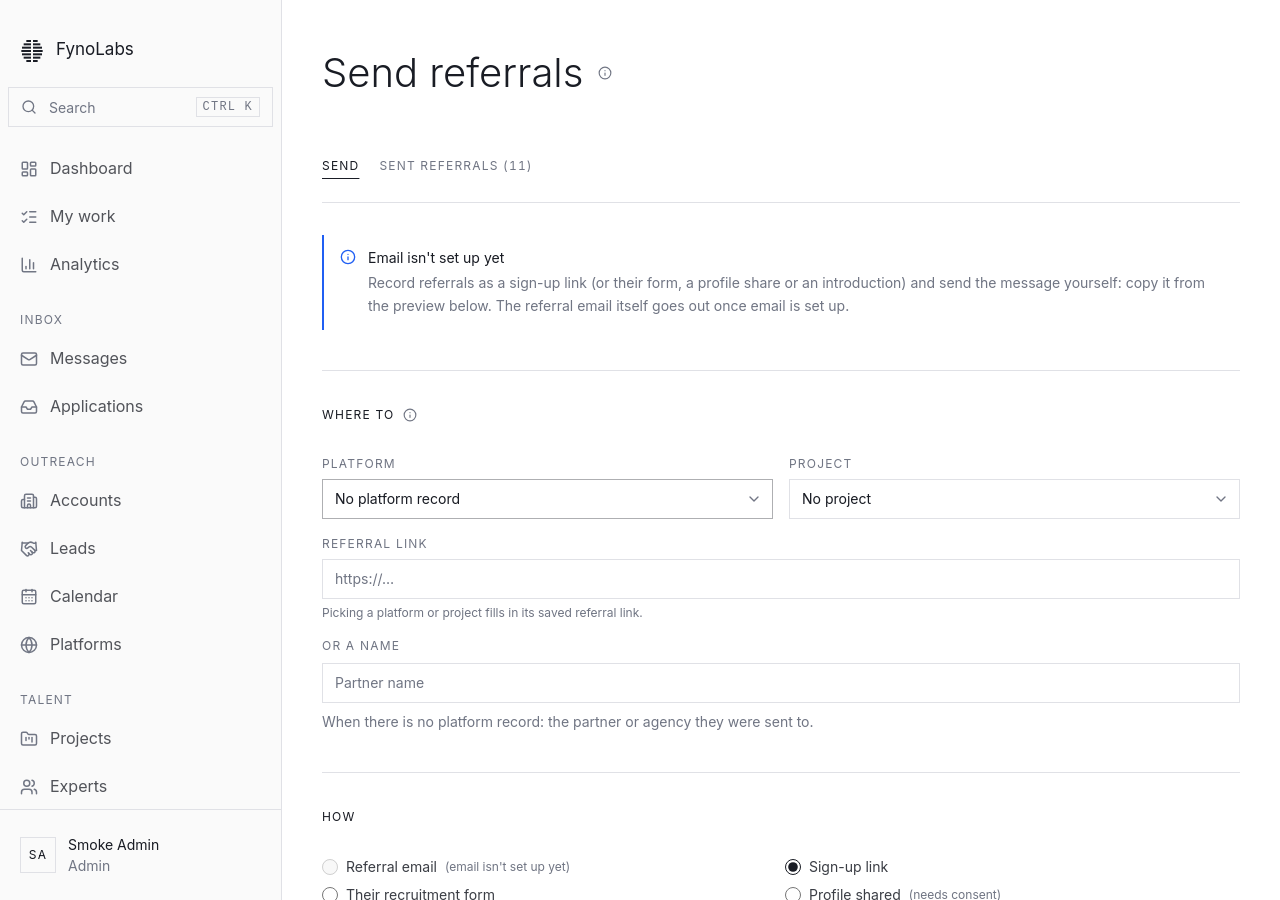 FynoLabs
Search CTRL K
Dashboard
My work
Analytics
INBOX
Messages
Applications
OUTREACH
Accounts
Leads
Calendar
Platforms
TALENT
Projects
Experts
SA
Smoke Admin
Admin
Send referrals
SEND SENT REFERRALS (11)
Email isn't set up yet
Record referrals as a sign-up link (or their form, a profile share or an introduction) and send the message yourself: copy it from
the preview below. The referral email itself goes out once email is set up.
WHERE TO
PLATFORM PROJECT
No platform record No project
REFERRAL LINK
https://...
Picking a platform or project fills in its saved referral link.
OR A NAME
Partner name
When there is no platform record: the partner or agency they were sent to.
HOW
Referral email (email isn't set up yet) Sign-up link
Their recruitment form Profile shared (needs consent)